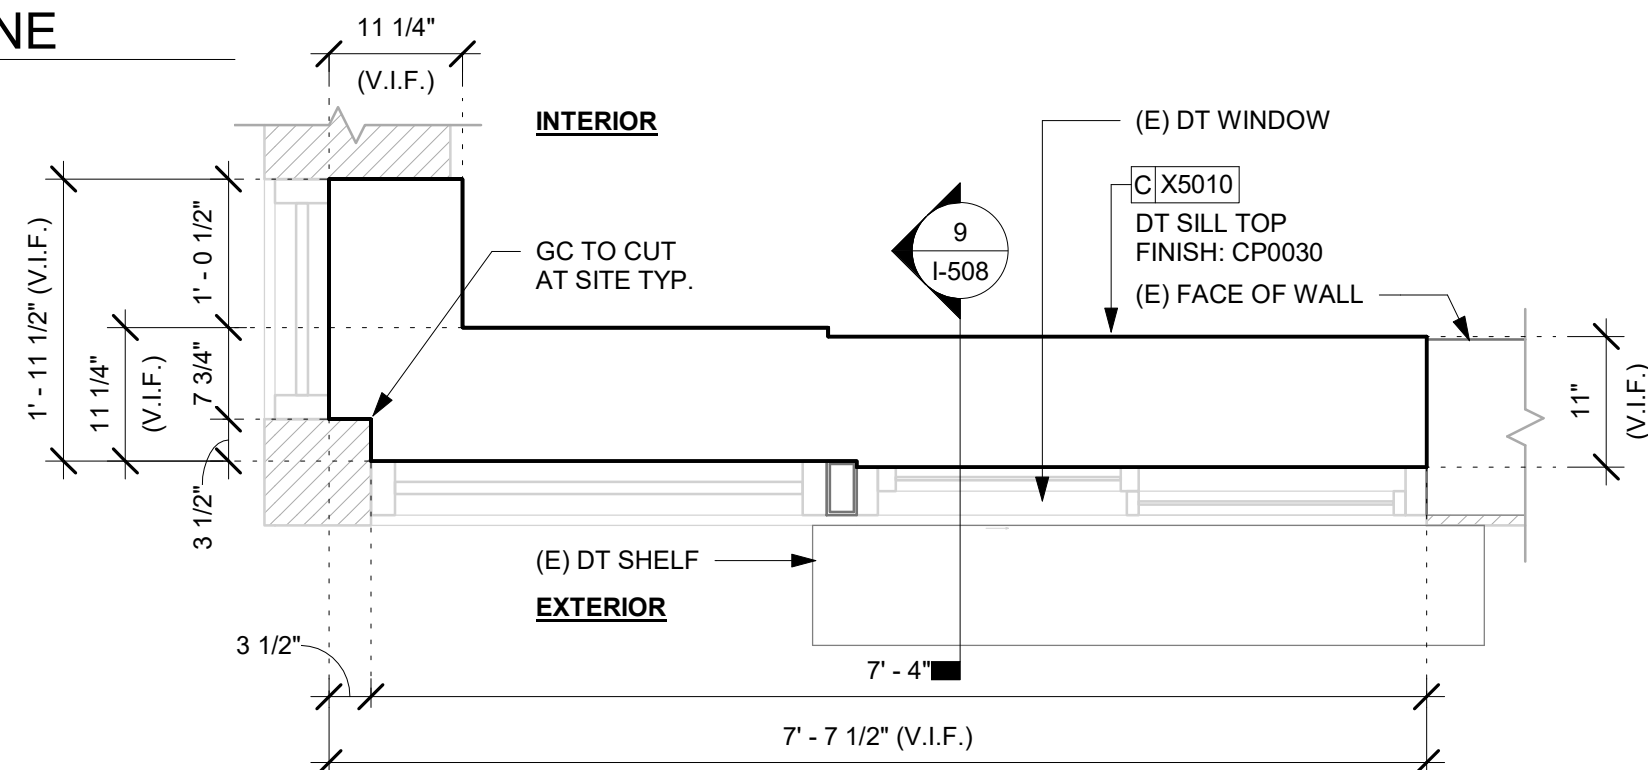 NE
11 1/4"
(V.I.F.)
INTERIOR
(E) DT WINDOW
C X5010
DT SILL TOP
FINISH: CP0030
(E) FACE OF WALL
9
I-508
GC TO CUT
AT SITE TYP.
1' - 11 1/2" (V.I.F.)
11 1/4"
(V.I.F.)
1' - 0 1/2"
7 3/4"
3 1/2"
11"
(V.I.F.)
(E) DT SHELF
EXTERIOR
3 1/2"
7' - 4"
7' - 7 1/2" (V.I.F.)